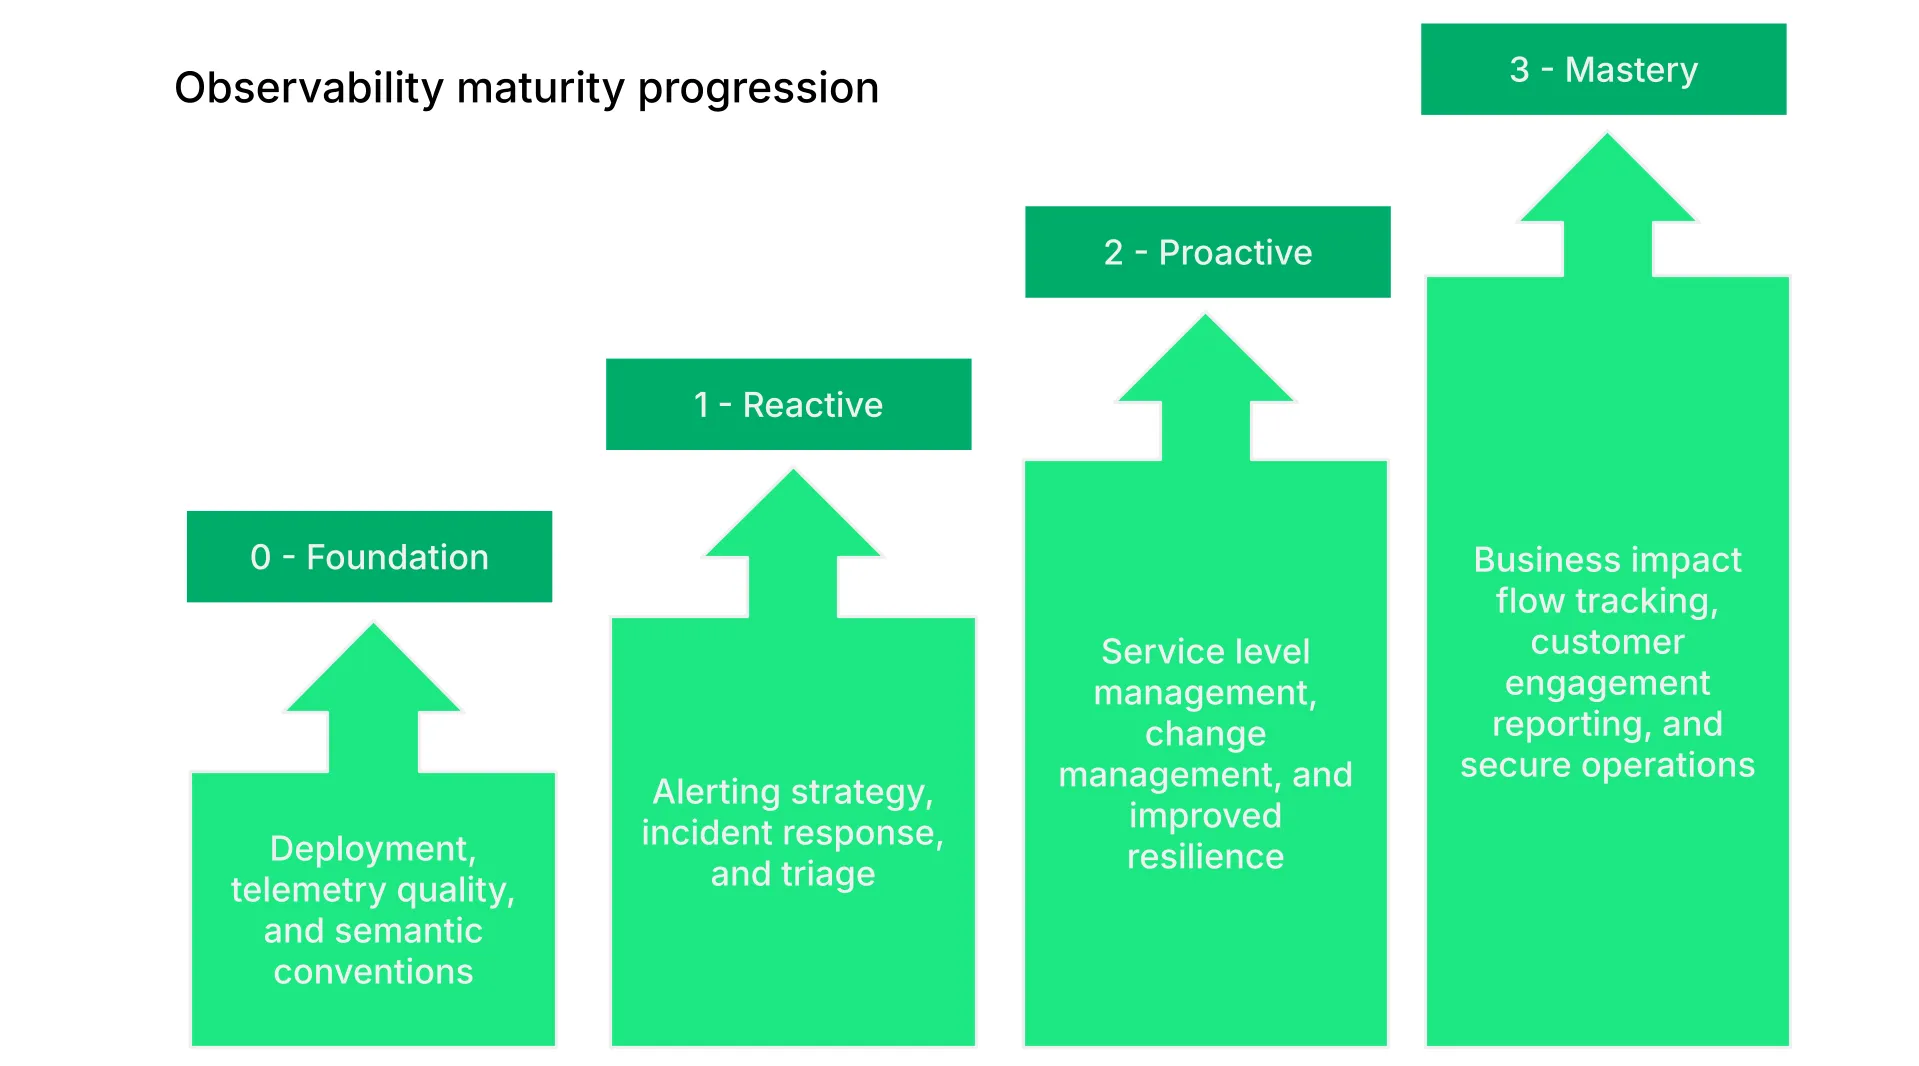 Observability maturity progression
0 - Foundation
Deployment,
telemetry quality,
and semantic
conventions
1 - Reactive
Alerting strategy,
incident response,
and triage
2 - Proactive
Service level
management,
change
management, and
improved
resilience
3 - Mastery
Business impact
flow tracking,
customer
engagement
reporting, and
secure operations